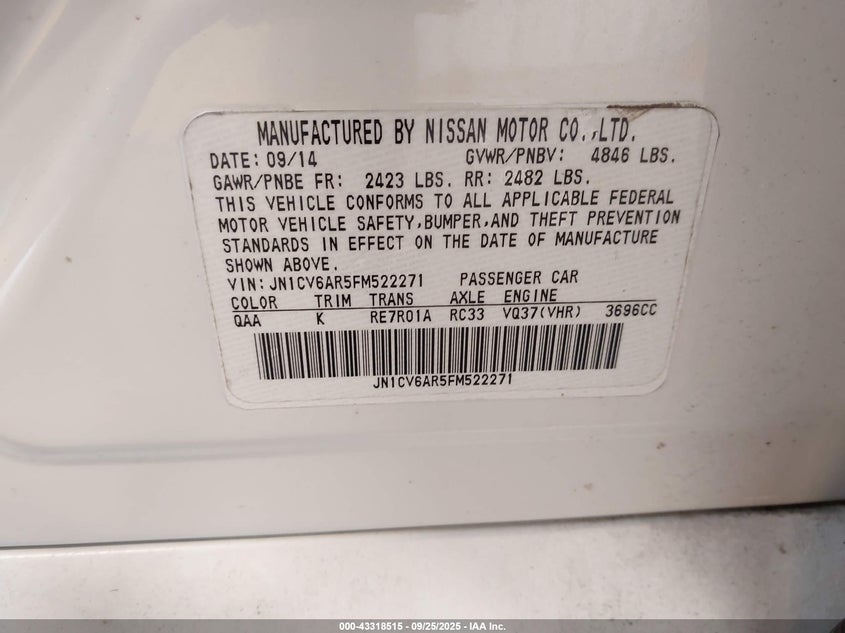 MANUFACTURED BY NISSAN MOTOR CO.,LTD.
DATE: 09/14 GVWR/PNBV: 4846 LBS.
GAWR/PNBE FR: 2423 LBS. RR: 2482 LBS.
THIS VEHICLE CONFORMS TO ALL APPLICABLE FEDERAL
MOTOR VEHICLE SAFETY,BUMPER,AND THEFT PREVENTION
STANDARDS IN EFFECT ON THE DATE OF MANUFACTURE
SHOWN ABOVE.
VIN:JN1CV6AR5FM522271 PASSENGER CAR
COLOR TRIM TRANS AXLE ENGINE
QAA K RE7R01A RC33 VQ37(VHR) 3696CC
JN1CV6AR5FM522271
000-43318515 - 09/25/2025 - IAA Inc.